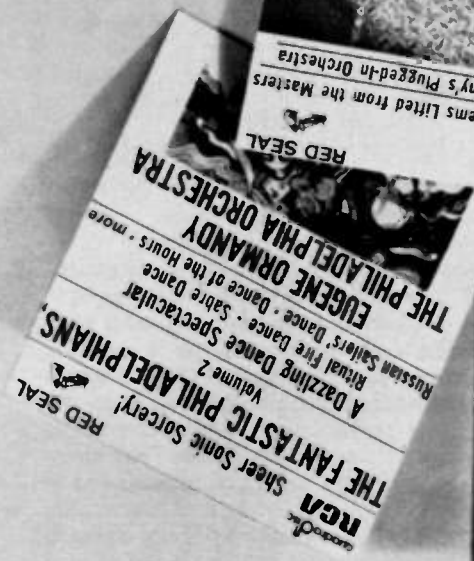 QuadraDisc
RCA
Sheer Sonic Sorcery!
RED SEAL
THE FANTASTIC PHILADELPHIANS,
Volume 2
A Dazzling Dance Spectacular
Ritual Fire Dance • Sabre Dance
Russian Sailors' Dance • Dance of the Hours • more
EUGENE ORMANDY
THE PHILADELPHIA ORCHESTRA
RED SEAL
ems Lifted from the Masters
ny's Plugged-In Orchestra